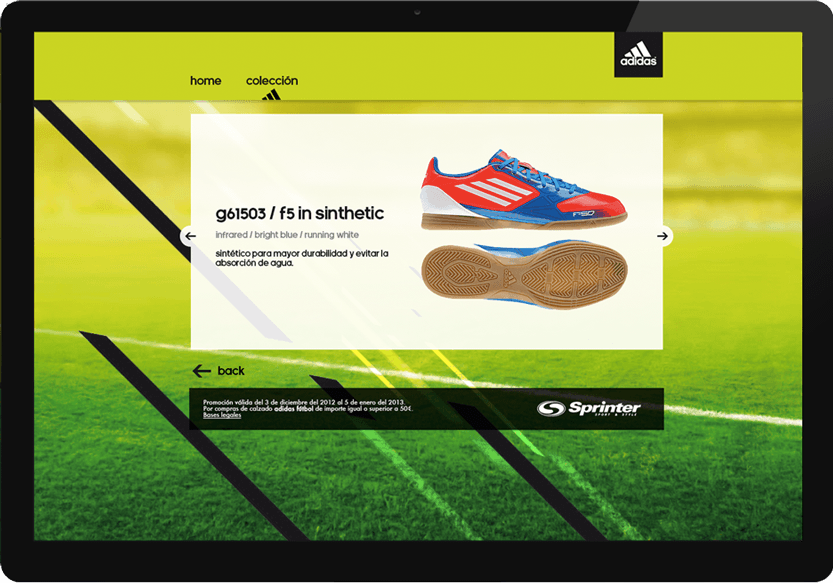 adidas
home
colección
g61503 / f5 in sinthetic
infrared / bright blue / running white
sintético para mayor durabilidad y evitar la
absorción de agua.
F50
back
Promoción válida del 3 de diciembre del 2012 al 5 de enero del 2013.
Por compras de calzado adidas fútbol de importe igual o superior a 50€.
Bases legales
Sprinter
SPORT & STYLE